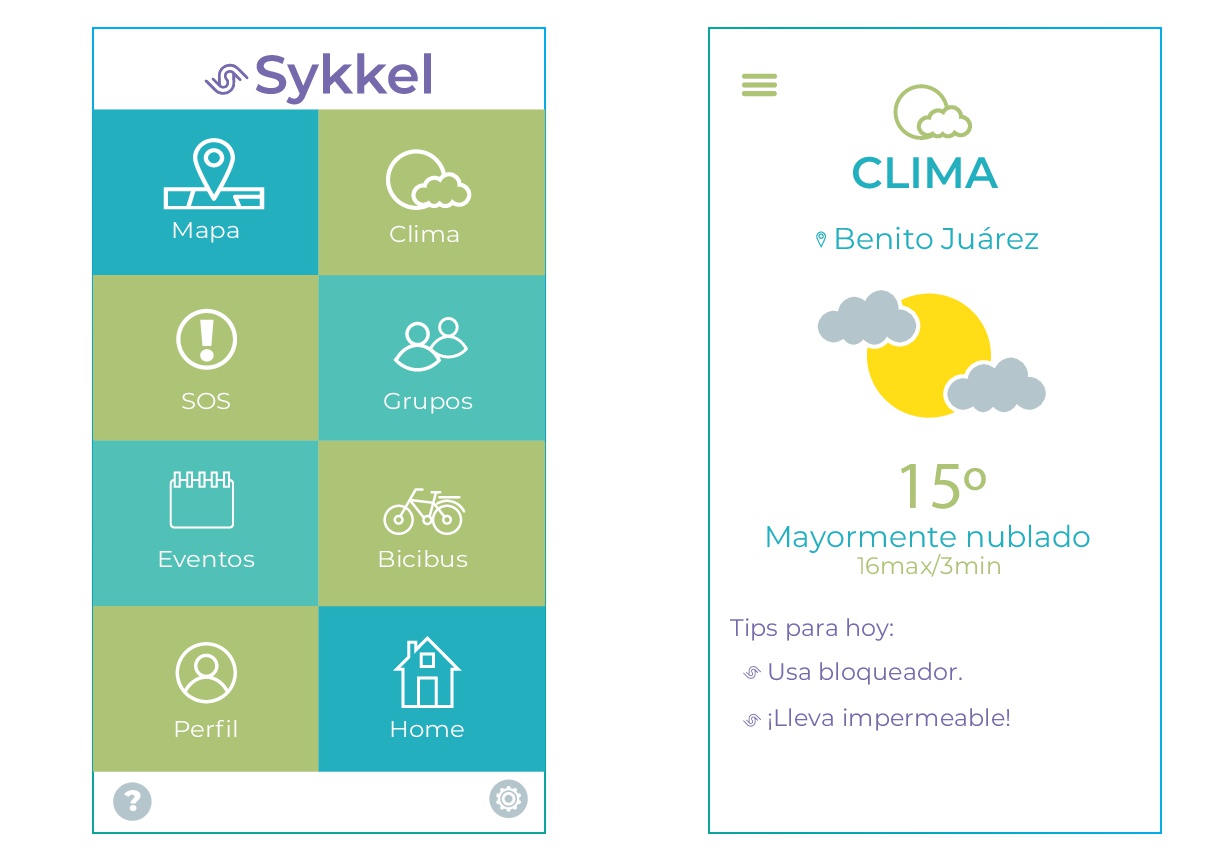 Sykkel
Mapa
Clima
SOS
Grupos
Eventos
Bicibus
Perfil
Home
?
CLIMA
Benito Juárez
15º
Mayormente nublado
16max/3min
Tips para hoy:
Usa bloqueador.
¡Lleva impermeable!